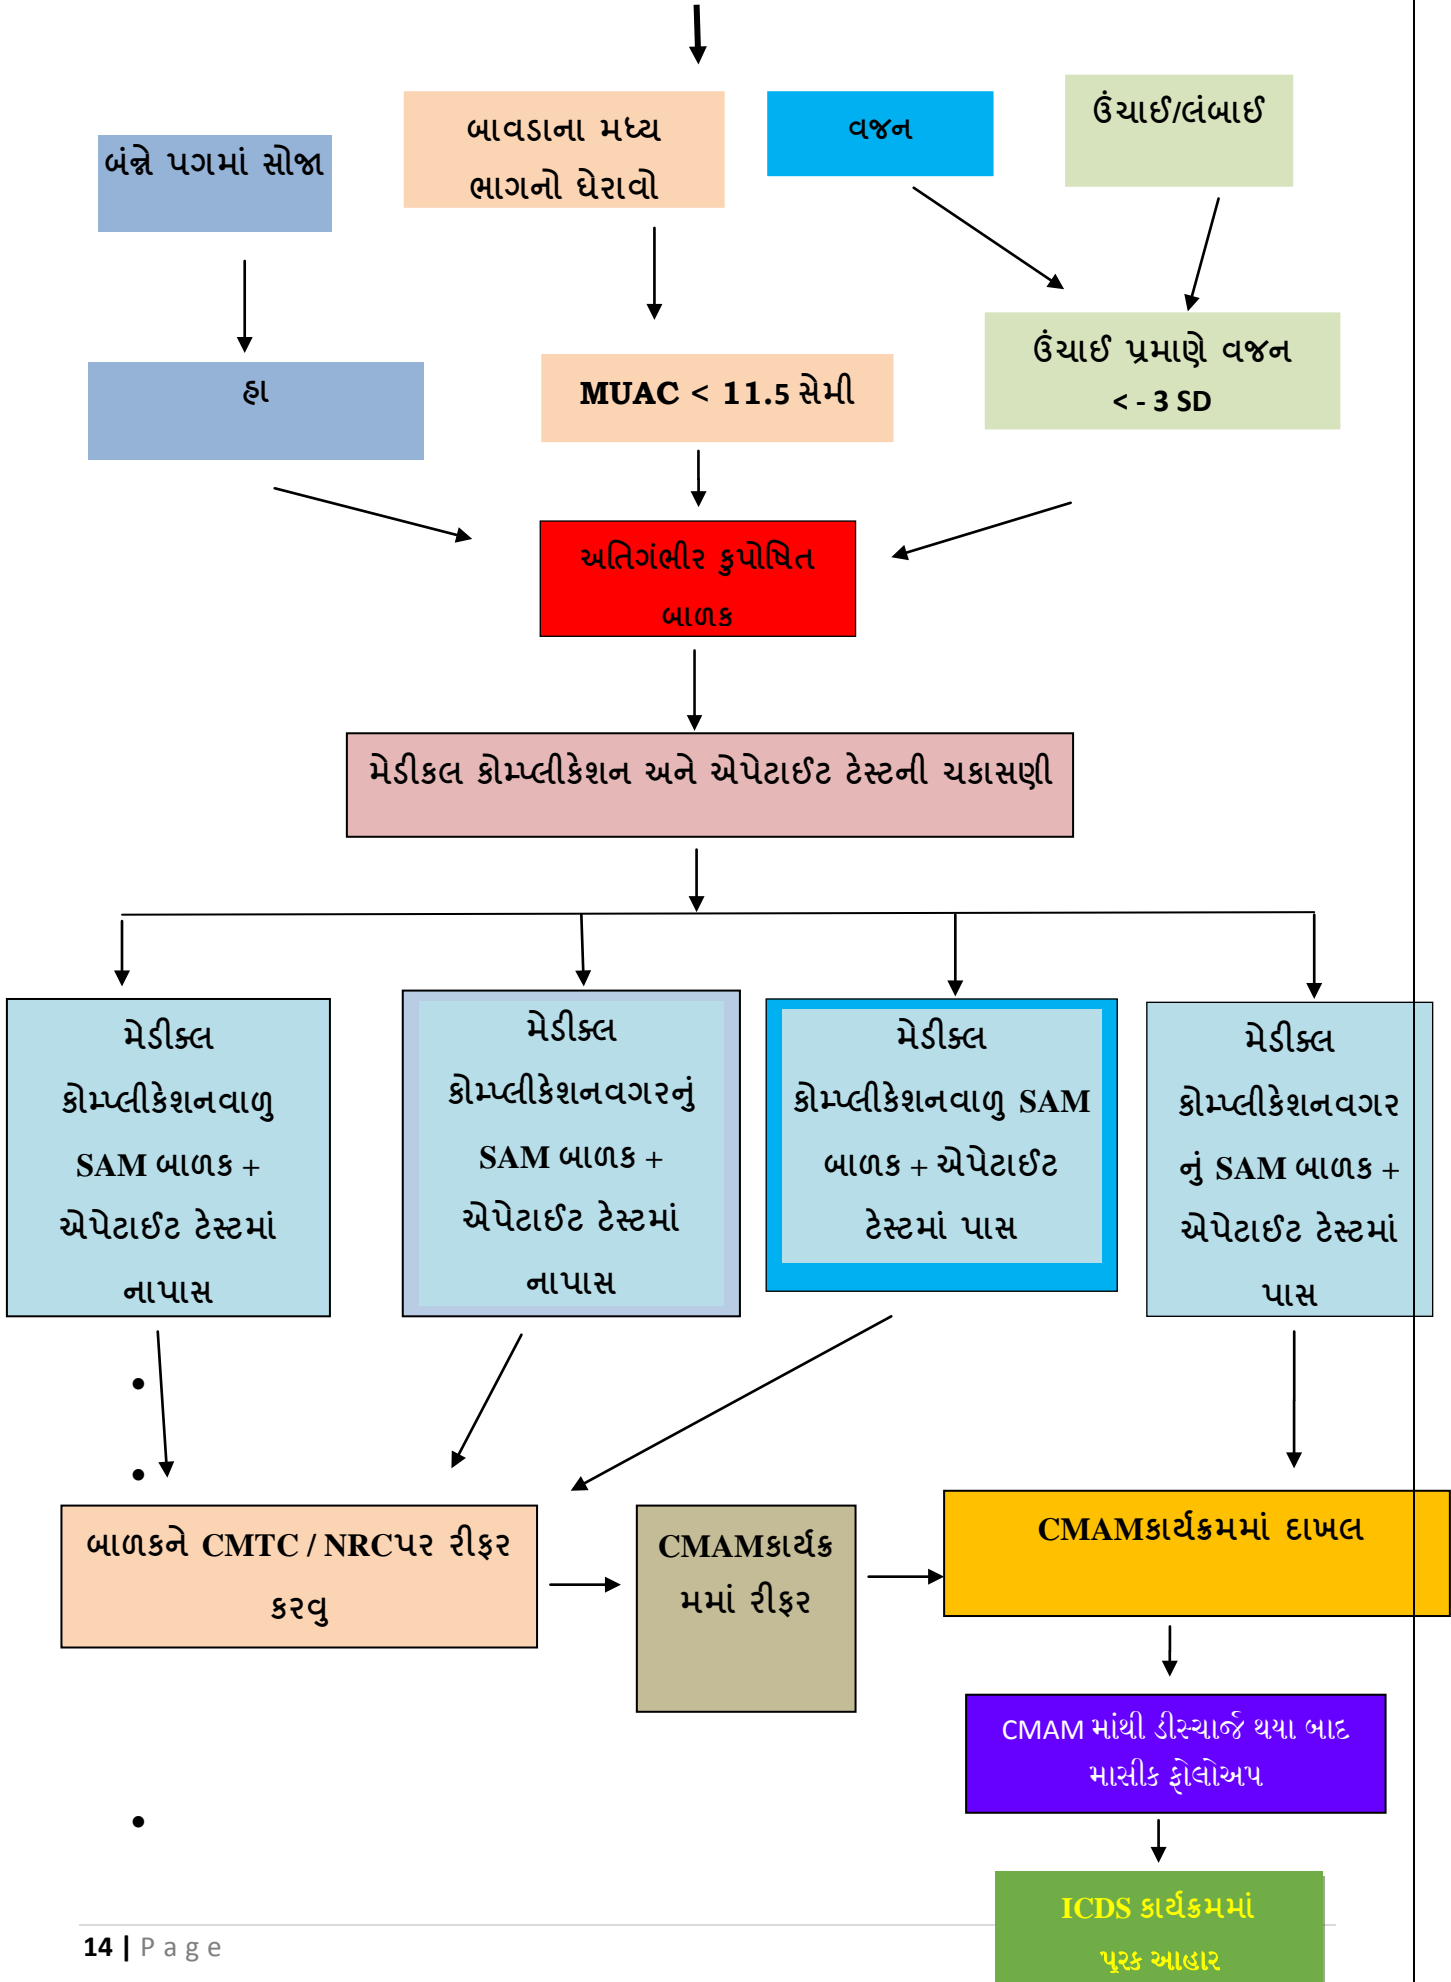 બંન્ને પગમાં સોજા
બાવડાના મધ્ય
ભાગનો ઘેરાવો
વજન
ઉંચાઈ/લંબાઈ
હા
MUAC < 11.5 સેમી
ઉંચાઈ પ્રમાણે વજન
< - 3 SD
અતિગંભીર કુપોષિત
બાળક
મેડીકલ કોમ્પ્લીકેશન અને એપેટાઈટ ટેસ્ટની ચકાસણી
મેડીક્લ
કોમ્પ્લીકેશનવાળુ
SAM બાળક +
એપેટાઈટ ટેસ્ટમાં
નાપાસ
મેડીક્લ
કોમ્પ્લીકેશનવગરનું
SAM બાળક +
એપેટાઈટ ટેસ્ટમાં
નાપાસ
મેડીક્લ
કોમ્પ્લીકેશનવાળુ SAM
બાળક + એપેટાઈટ
ટેસ્ટમાં પાસ
મેડીક્લ
કોમ્પ્લીકેશનવગર
નું SAM બાળક +
એપેટાઈટ ટેસ્ટમાં
પાસ
બાળકને CMTC / NRCપર રીફર
કરવુ
CMAMકાર્યક્ર
મમાં રીફર
CMAMકાર્યક્રમમાં દાખલ
CMAM માંથી ડીસ્ચાર્જ થયા બાદ
માસીક ફોલોઅપ
ICDS કાર્યક્રમમાં
પુરક આહાર
14 | Page